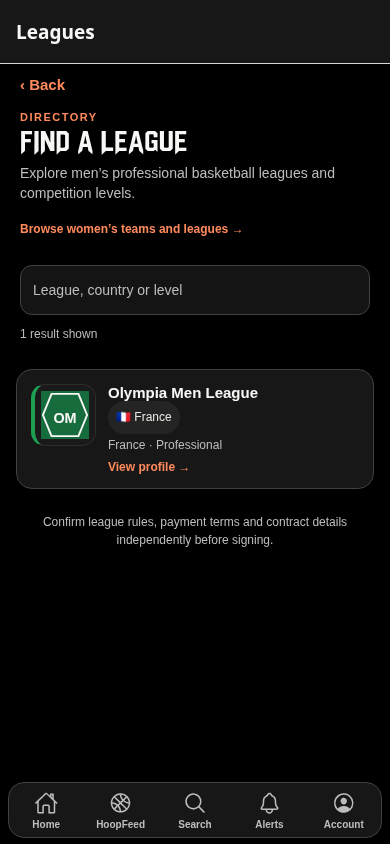 Leagues
‹ Back
DIRECTORY
FIND A LEAGUE
Explore men’s professional basketball leagues and
competition levels.
Browse women’s teams and leagues →
League, country or level
1 result shown
OM
Olympia Men League
🇫🇷 France
France · Professional
View profile →
Confirm league rules, payment terms and contract details
independently before signing.
Home
HoopFeed
Search
Alerts
Account